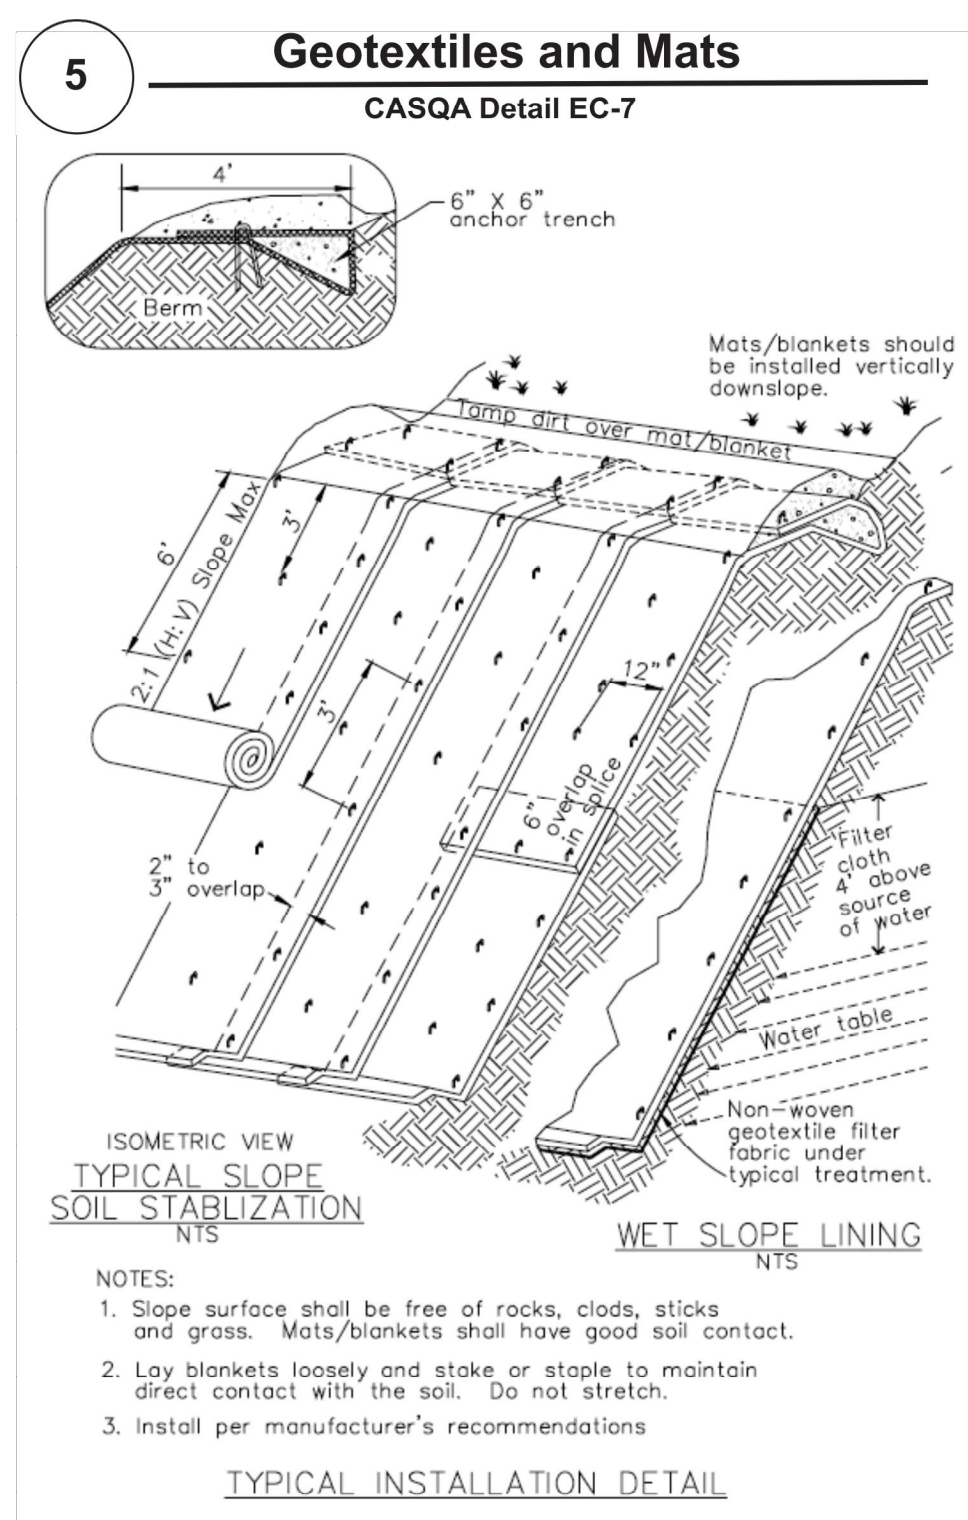 5
Geotextiles and Mats
CASQA Detail EC-7
4'
6" X 6"
anchor trench
Berm
Mats/blankets should
be installed vertically
downslope.
Tamp dirt over mat/blanket
6'
2:1 (H:V) Slope Max
3'
12"
3'
6" overlap
in splice
2" to
3" overlap
Filter
cloth
4' above
source
of water
Water table
Non-woven
geotextile filter
fabric under
typical treatment.
ISOMETRIC VIEW
TYPICAL SLOPE
SOIL STABLIZATION
NTS
WET SLOPE LINING
NTS
NOTES:
1. Slope surface shall be free of rocks, clods, sticks
and grass. Mats/blankets shall have good soil contact.
2. Lay blankets loosely and stake or staple to maintain
direct contact with the soil. Do not stretch.
3. Install per manufacturer's recommendations
TYPICAL INSTALLATION DETAIL